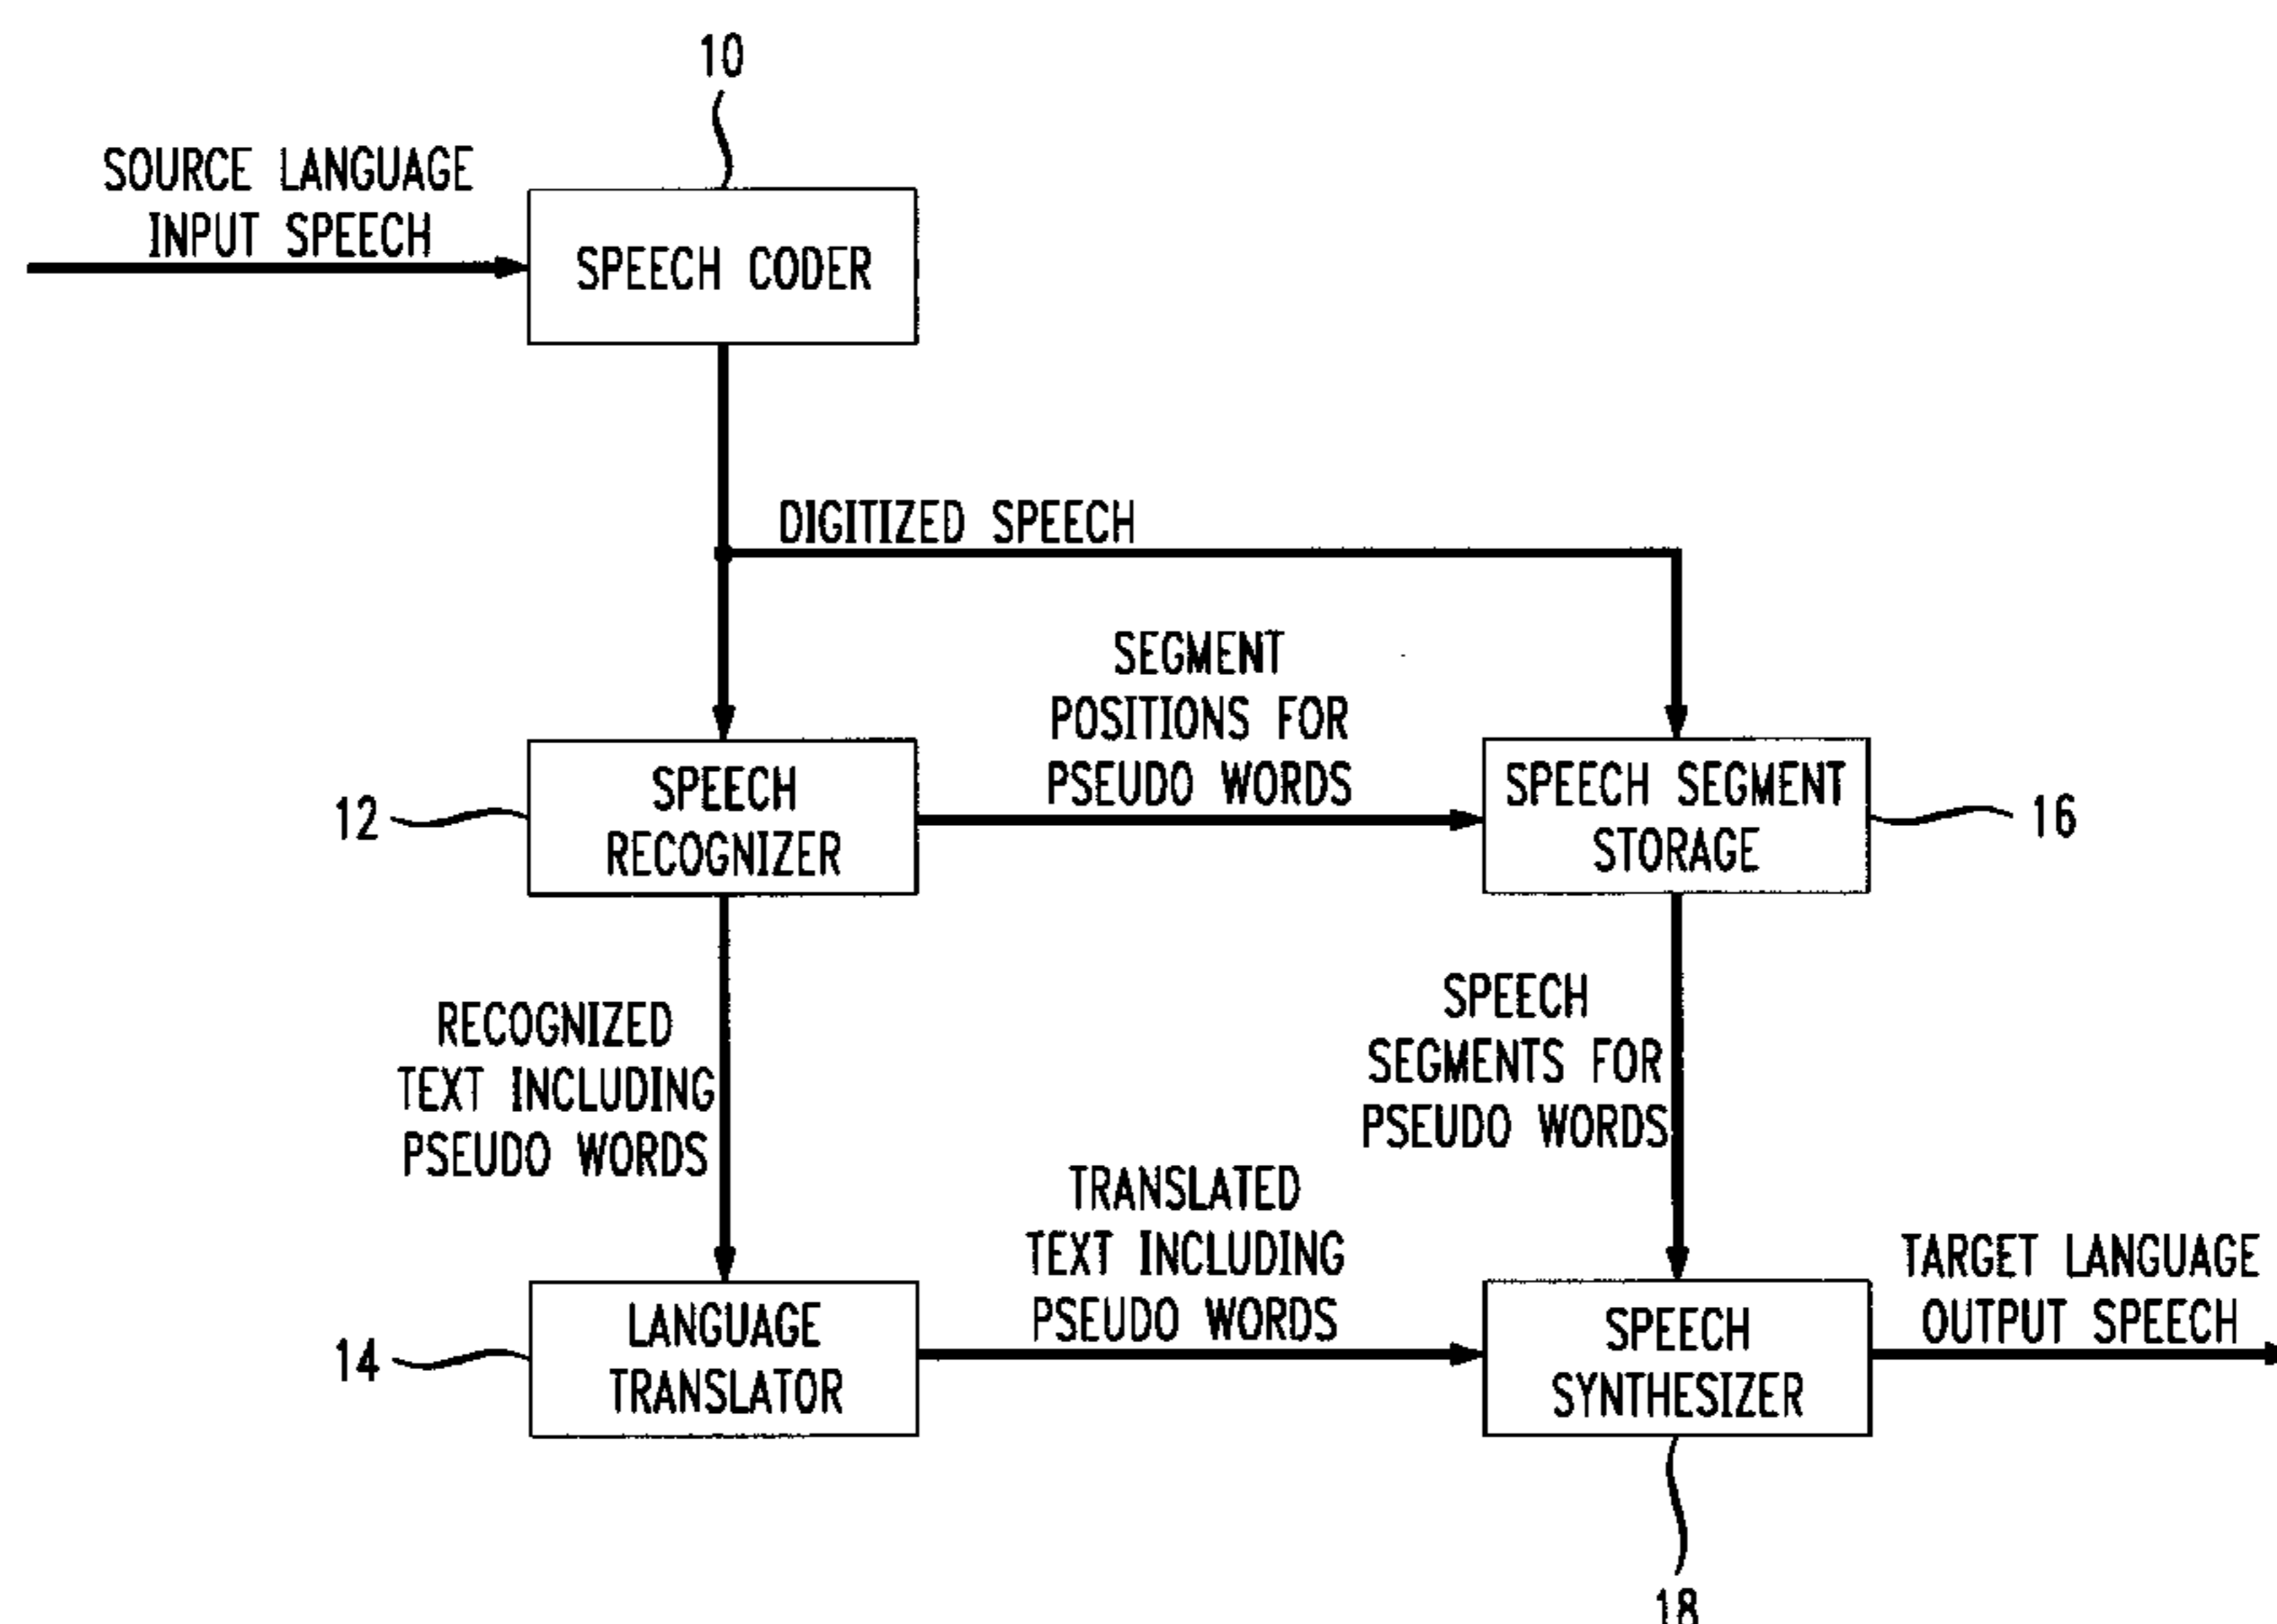 10
SOURCE LANGUAGE
INPUT SPEECH
SPEECH CODER
DIGITIZED SPEECH
SEGMENT
POSITIONS FOR
PSEUDO WORDS
12
SPEECH
RECOGNIZER
SPEECH SEGMENT
STORAGE
16
RECOGNIZED
TEXT INCLUDING
PSEUDO WORDS
SPEECH
SEGMENTS FOR
PSEUDO WORDS
TRANSLATED
TEXT INCLUDING
PSEUDO WORDS
14
LANGUAGE
TRANSLATOR
SPEECH
SYNTHESIZER
TARGET LANGUAGE
OUTPUT SPEECH
18